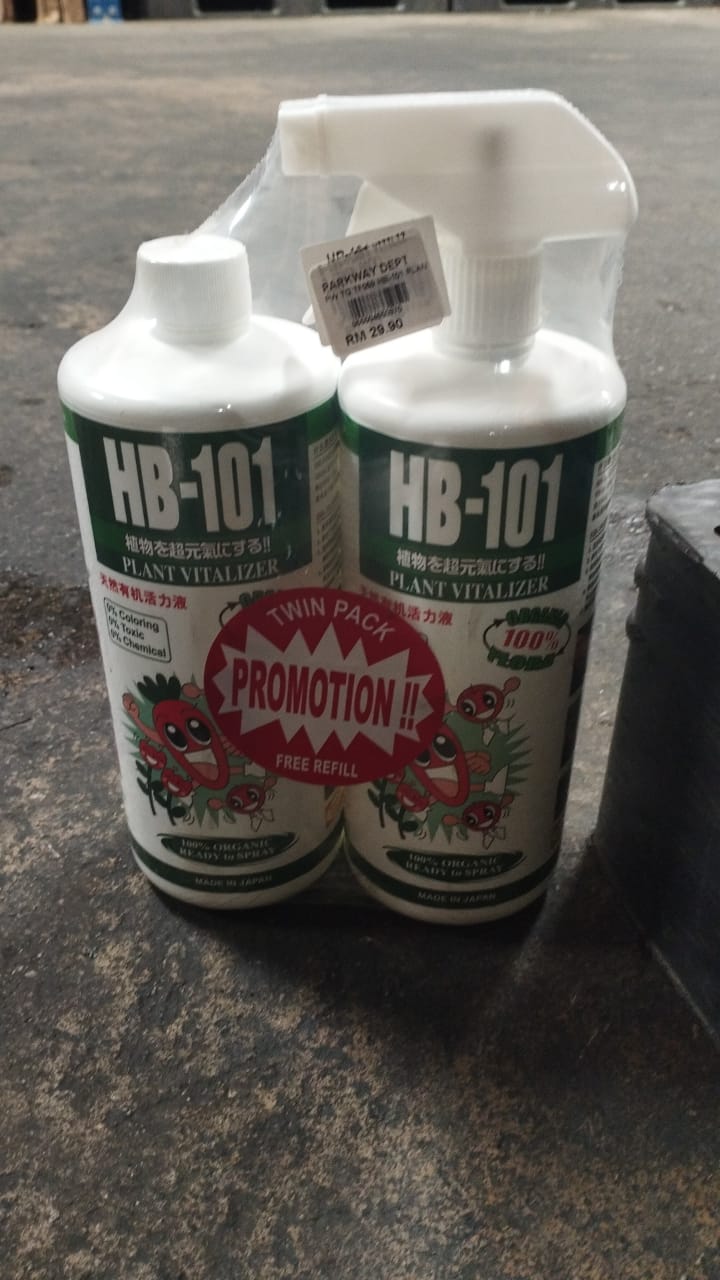 PARKWAY DEPT
RM 29.90
HB-101
植物を超元氣にする!!
PLANT VITALIZER
天然有机活力液
0% Coloring
0% Toxic
0% Chemical
100% ORGANIC
READY to SPRAY
MADE IN JAPAN
HB-101
植物を超元氣にする!!
PLANT VITALIZER
天然有机活力液
100%
100% ORGANIC
READY to SPRAY
MADE IN JAPAN
TWIN PACK
PROMOTION !!
FREE REFILL